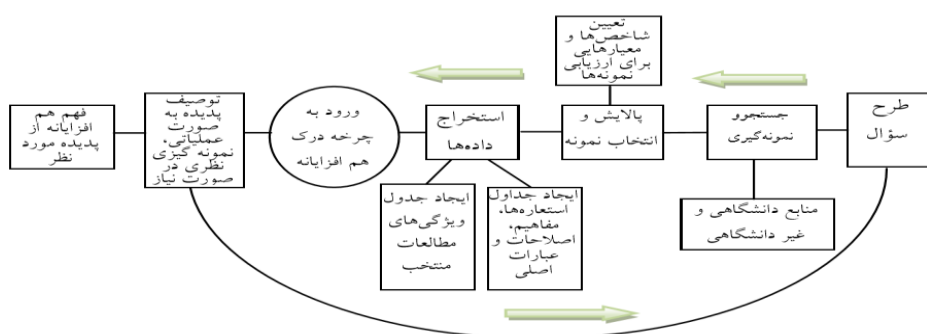 طرح
سؤال
جستجوو
نمونه‌گیری
منابع دانشگاهی و
غیر دانشگاهی
تعیین
شاخص‌ها و
معیارهایی
برای ارزیابی
نمونه‌ها
پالایش و
انتخاب نمونه
استخراج
داده‌ها
ایجاد جداول
استعاره‌ها،
مفاهیم،
اصلاحات و
عبارات
اصلی
ایجاد جدول
ویژگی‌های
مطالعات
منتخب
ورود به
چرخه درک
هم افزایانه
توصیف
پدیده به
صورت
عملیاتی،
نمونه گیری
نظری در
صورت نیاز
فهم هم
افزایانه از
پدیده مورد
نظر